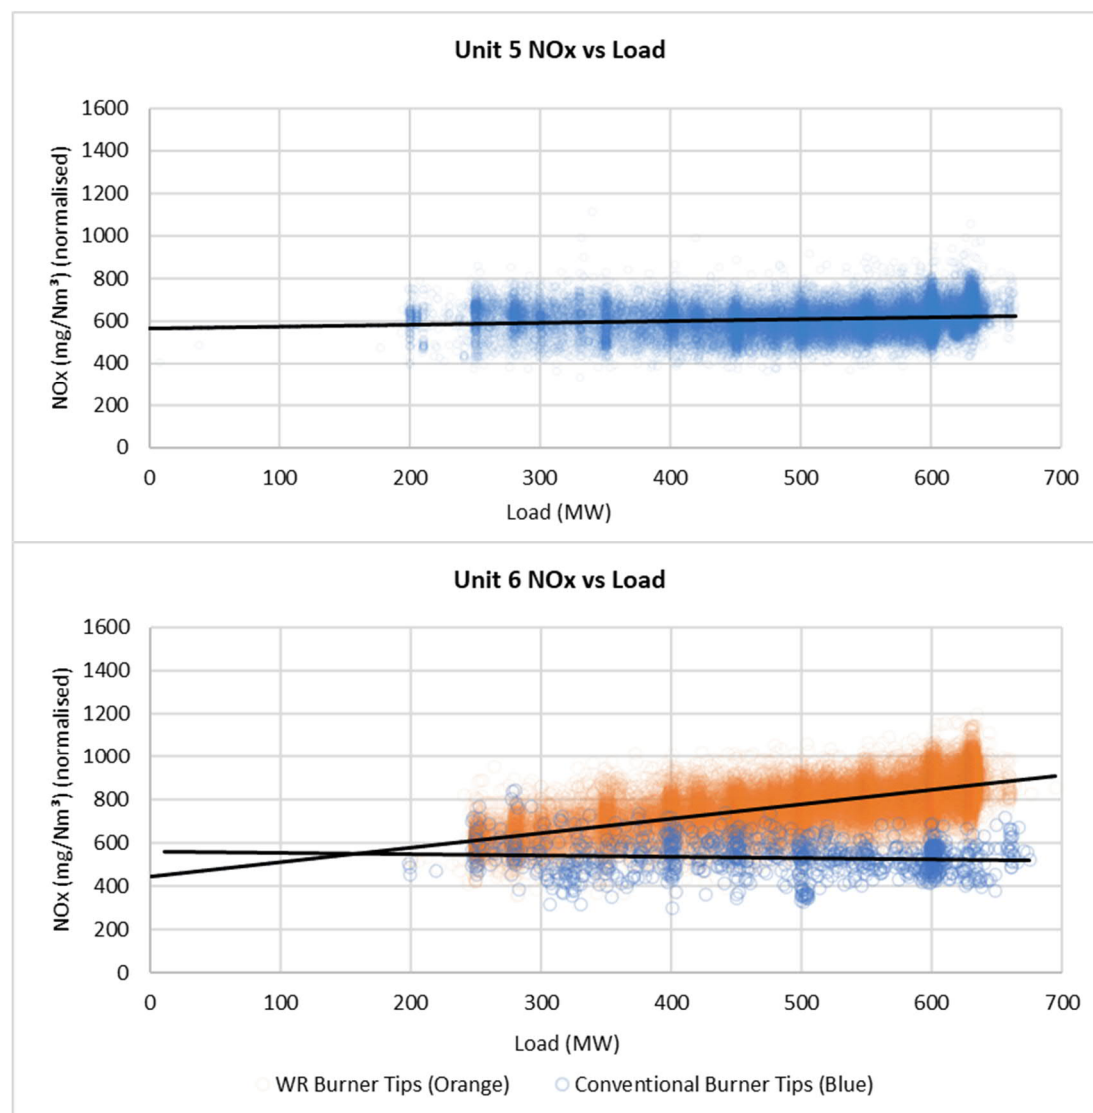 Unit 5 NOx vs Load
NOx (mg/Nm³) (normalised)
1600
1400
1200
1000
800
600
400
200
0
0 100 200 300 400 500 600 700
Load (MW)
Unit 6 NOx vs Load
NOx (mg/Nm³) (normalised)
1600
1400
1200
1000
800
600
400
200
0
0 100 200 300 400 500 600 700
Load (MW)
WR Burner Tips (Orange) Conventional Burner Tips (Blue)